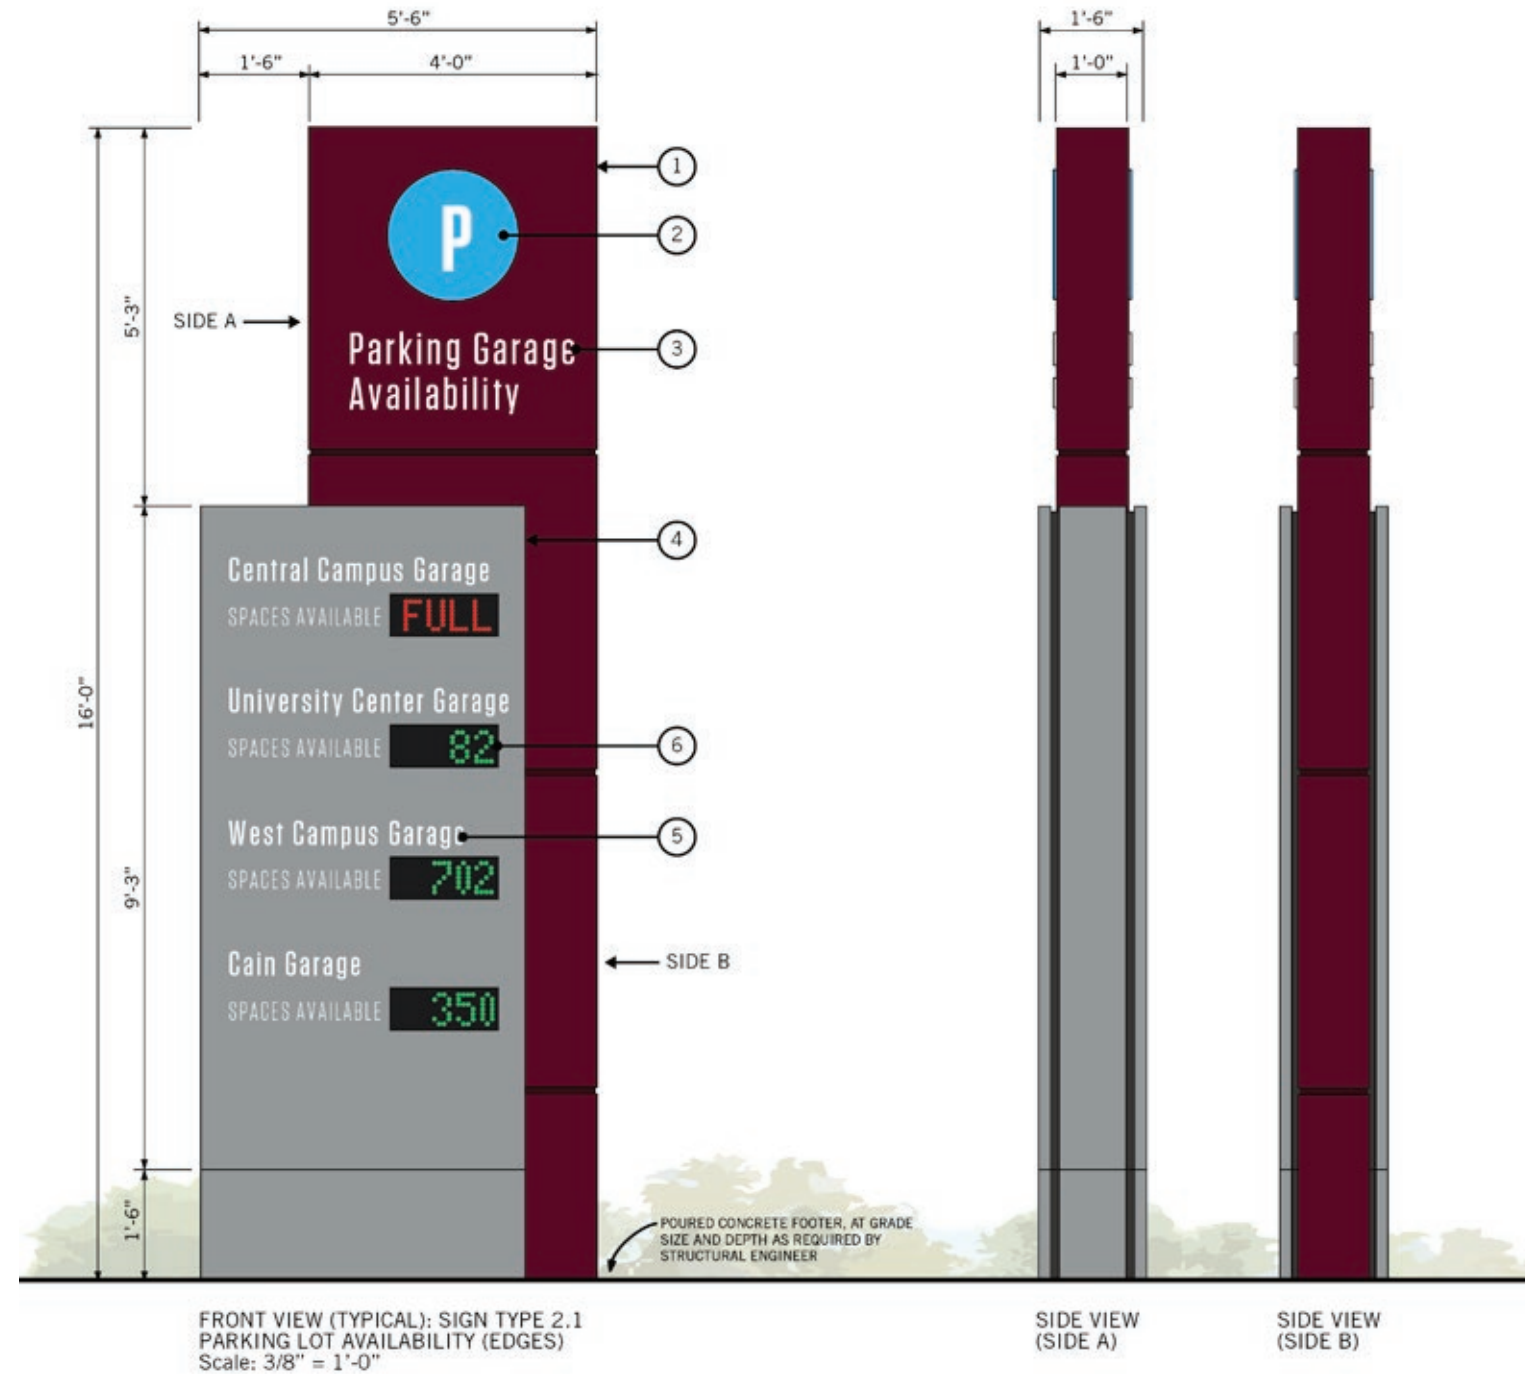 5'-6"
1'-6"
4'-0"
1'-6"
1'-0"
16'-0"
5'-3"
9'-3"
1'-6"
SIDE A
P
Parking Garage
Availability
1
2
3
4
Central Campus Garage
SPACES AVAILABLE FULL
University Center Garage
SPACES AVAILABLE 82
6
West Campus Garage
5
SPACES AVAILABLE 702
SIDE B
Cain Garage
SPACES AVAILABLE 350
POURED CONCRETE FOOTER, AT GRADE
SIZE AND DEPTH AS REQUIRED BY
STRUCTURAL ENGINEER
FRONT VIEW (TYPICAL): SIGN TYPE 2.1
PARKING LOT AVAILABILITY (EDGES)
Scale: 3/8" = 1'-0"
SIDE VIEW
(SIDE A)
SIDE VIEW
(SIDE B)